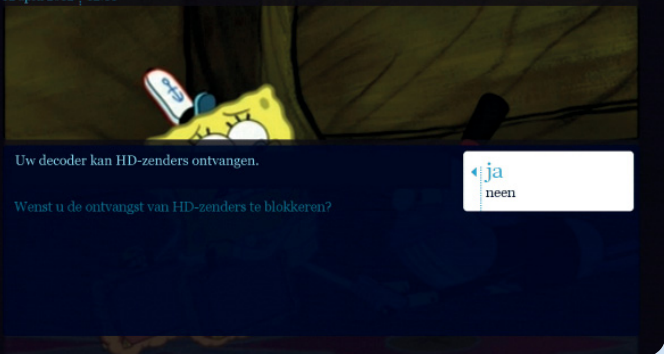 Uw decoder kan HD-zenders ontvangen.
ja
neen
Wenst u de ontvangst van HD-zenders te blokkeren?